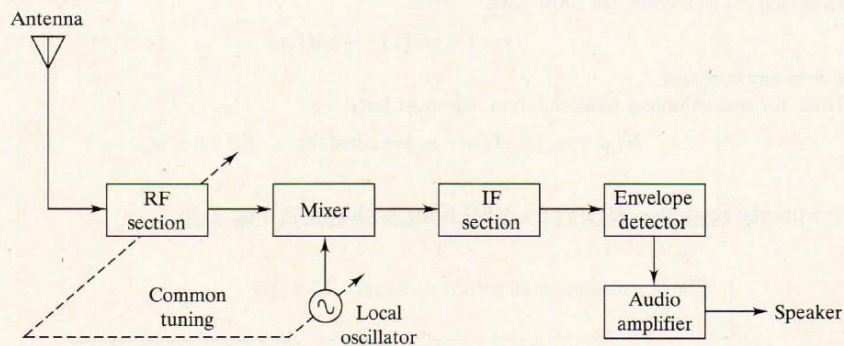 Antenna
RF
section
Mixer
IF
section
Envelope
detector
Common
tuning
Local
oscillator
Audio
amplifier
Speaker